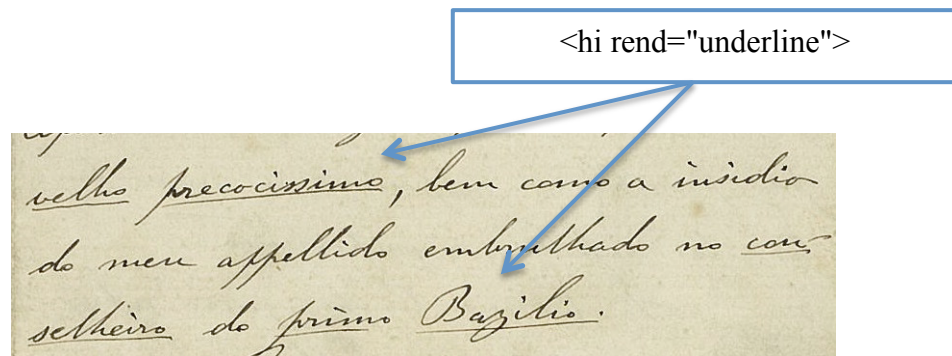 <hi rend="underline">
velho precocissimo, bem como a insidia
do meu appellido embrulhado no con-
selheiro do primo Bazilio.